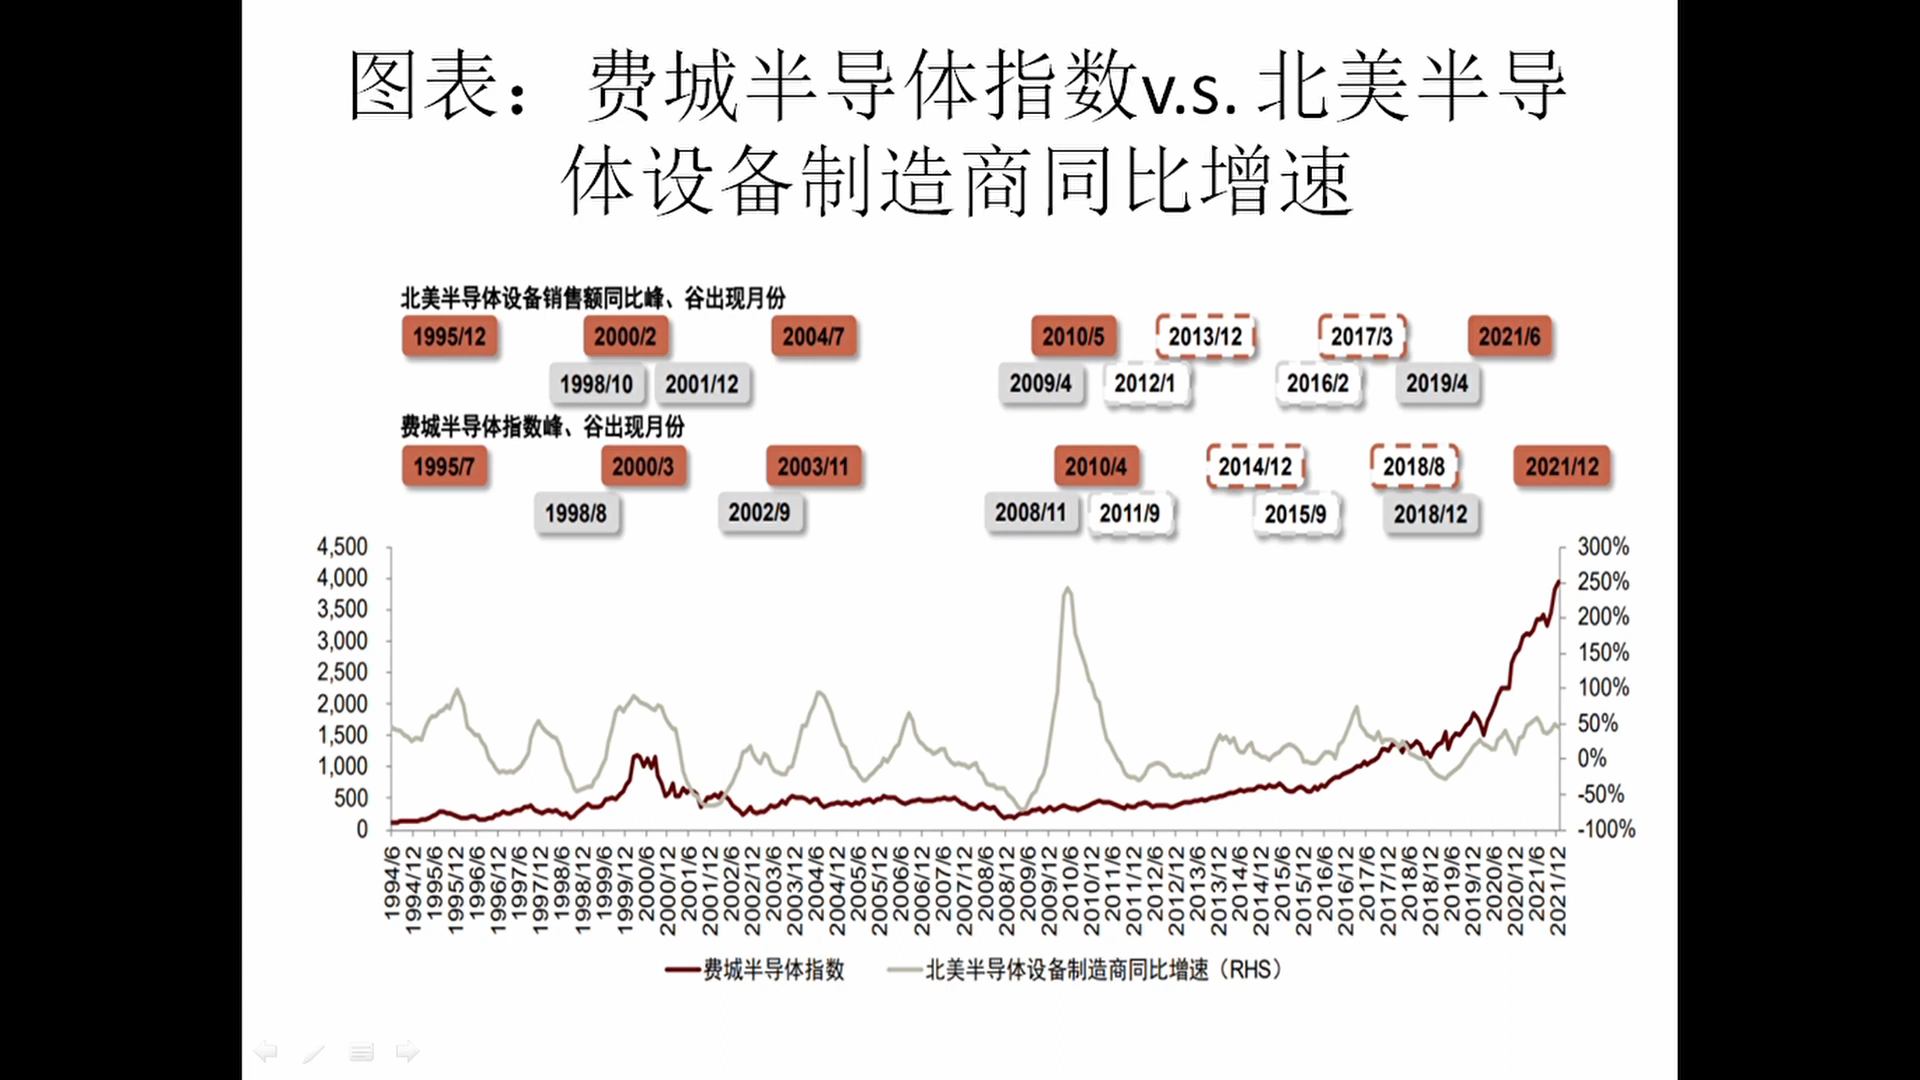 图表：费城半导体指数v.s.北美半导
体设备制造商同比增速
北美半导体设备销售额同比峰、谷出现月份
1995/12 2000/2 2004/7 2010/5 2013/12 2017/3 2021/6
1998/10 2001/12 2009/4 2012/1 2016/2 2019/4
费城半导体指数峰、谷出现月份
1995/7 2000/3 2003/11 2010/4 2014/12 2018/8 2021/12
1998/8 2002/9 2008/11 2011/9 2015/9 2018/12
4,500 300%
4,000 250%
3,500 200%
3,000 150%
2,500 100%
2,000 50%
1,500 0%
1,000 -50%
500 -100%
0
1994/6 1994/12 1995/6 1995/12 1996/6 1996/12 1997/6 1997/12 1998/6 1998/12 1999/6 1999/12 2000/6 2000/12 2001/6 2001/12 2002/6 2002/12 2003/6 2003/12 2004/6 2004/12 2005/6 2005/12 2006/6 2006/12 2007/6 2007/12 2008/6 2008/12 2009/6 2009/12 2010/6 2010/12 2011/6 2011/12 2012/6 2012/12 2013/6 2013/12 2014/6 2014/12 2015/6 2015/12 2016/6 2016/12 2017/6 2017/12 2018/6 2018/12 2019/6 2019/12 2020/6 2020/12 2021/6 2021/12
费城半导体指数 北美半导体设备制造商同比增速（RHS）